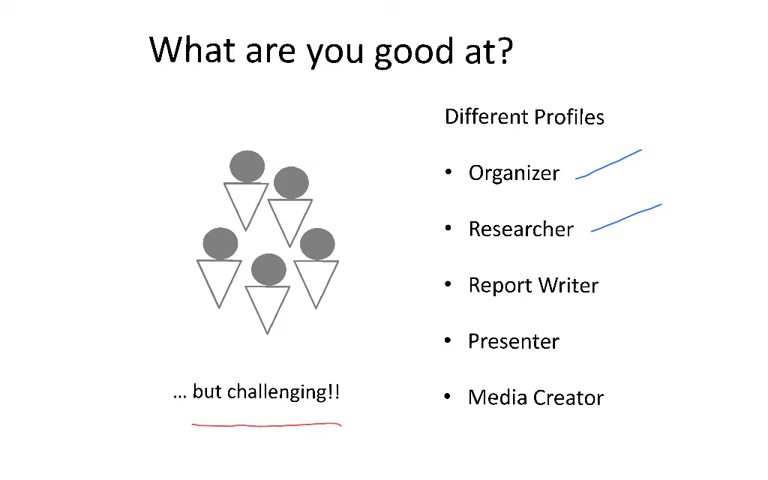 What are you good at?
Different Profiles
• Organizer
• Researcher
• Report Writer
• Presenter
• Media Creator
... but challenging!!